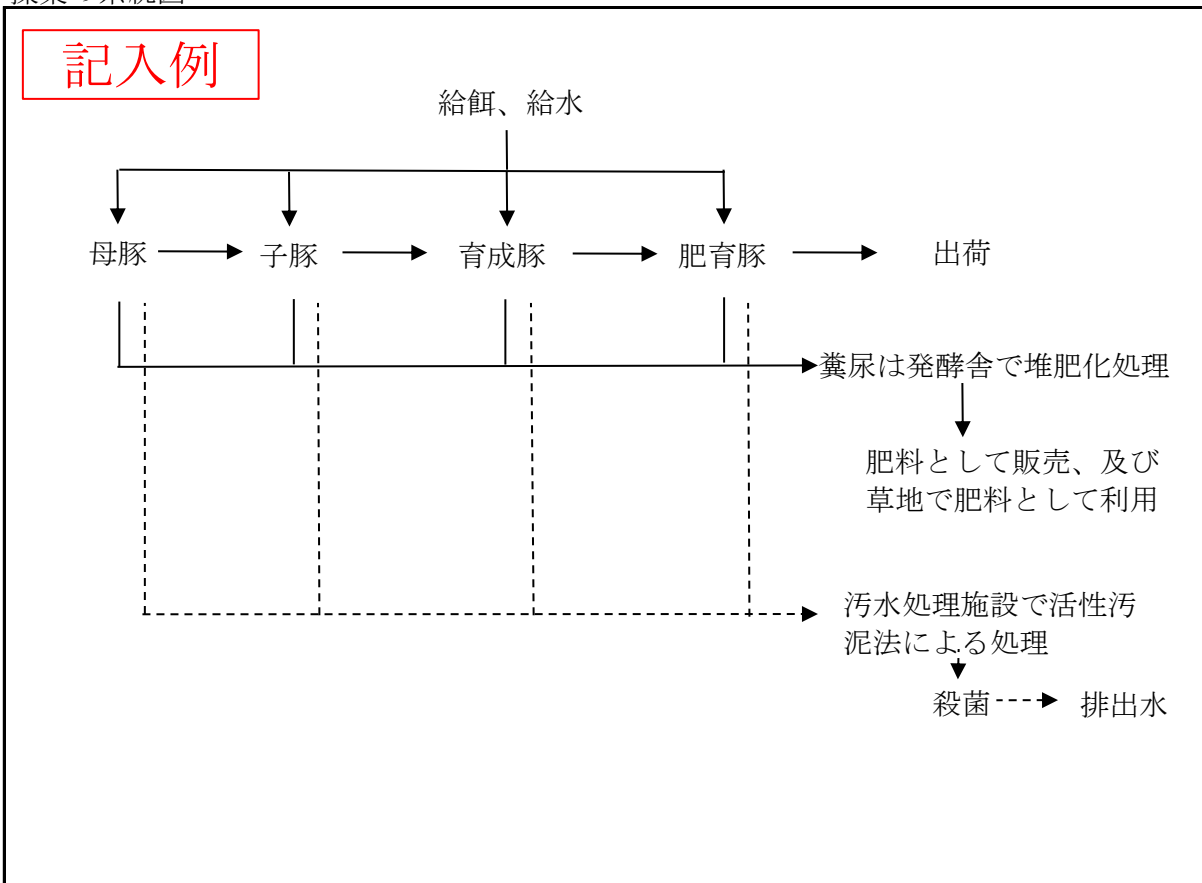 記入例
給餌、給水
母豚
子豚
育成豚
肥育豚
出荷
糞尿は発酵舎で堆肥化処理
肥料として販売、及び
草地で肥料として利用
汚水処理施設で活性汚
泥法による処理
殺菌
排出水